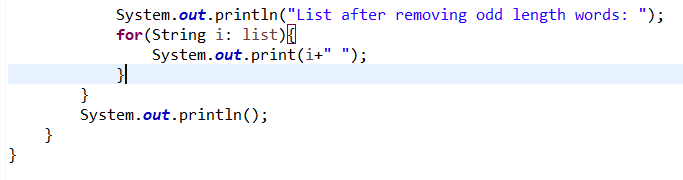 System.out.println("List after removing odd length words: ");
for(String i: list){
System.out.print(i+" ");
}
}
System.out.println();
}
}